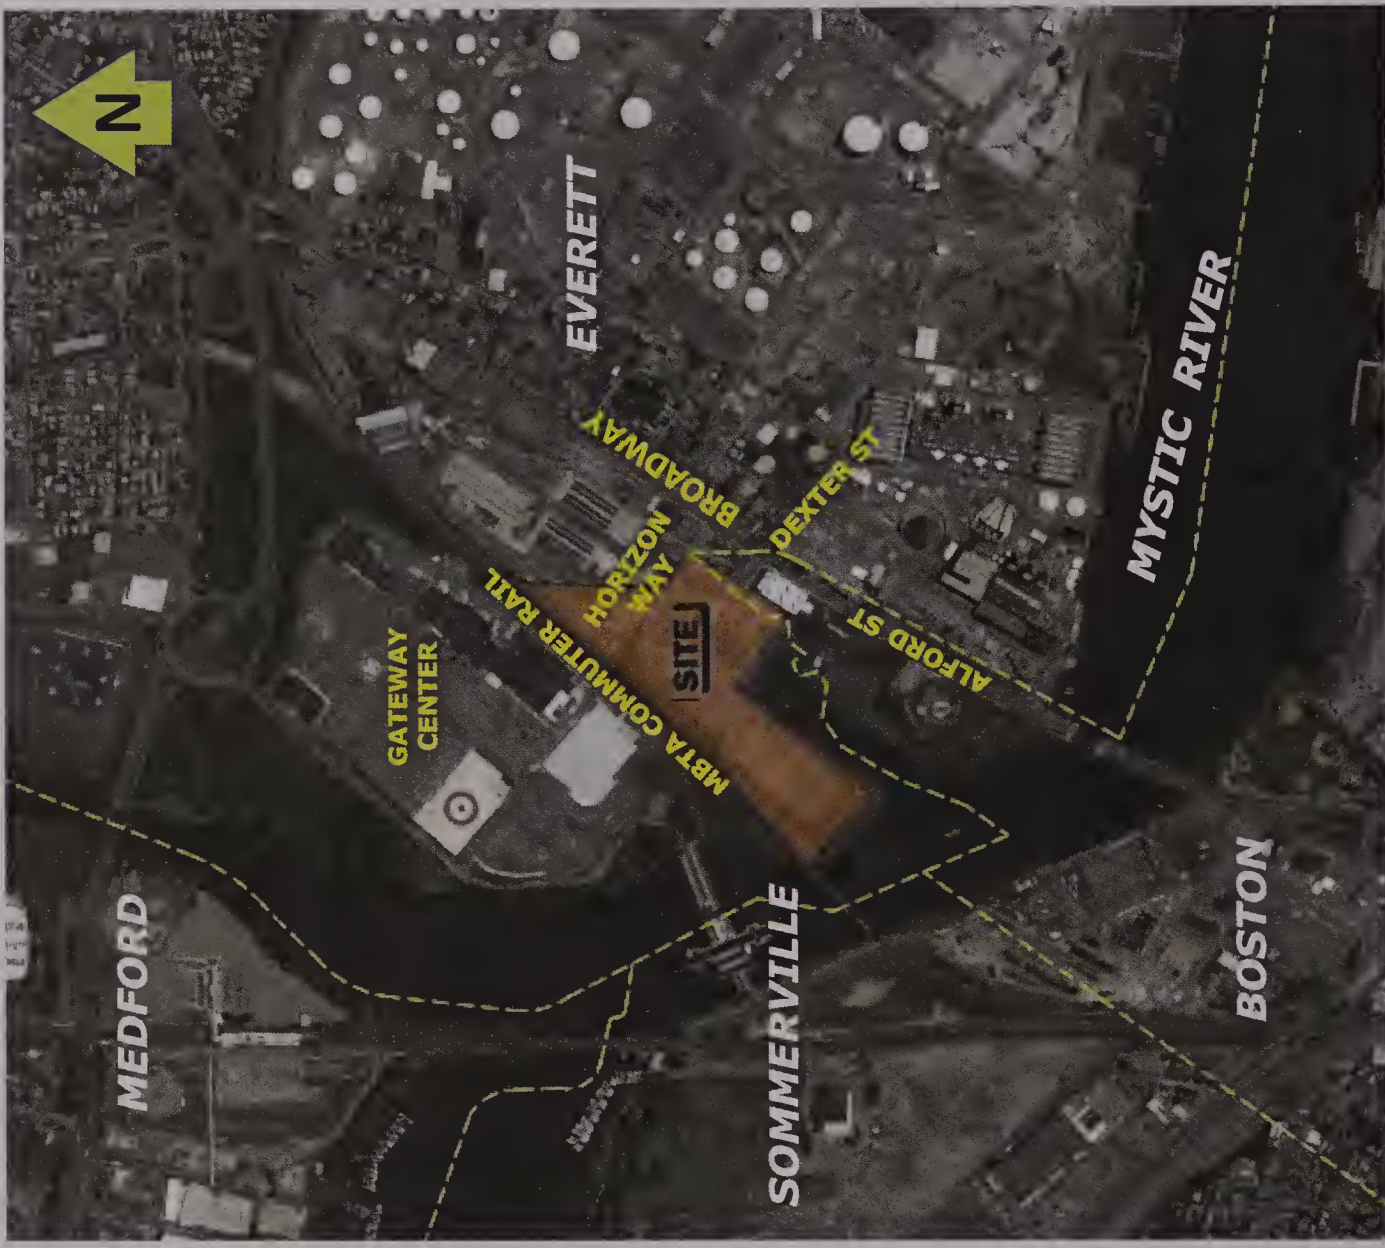 N
MEDFORD
GATEWAY
CENTER
EVERETT
MBTA COMMUTER RAIL
HORIZON
WAY
BROADWAY
SITE
SOMMERVILLE
DEXTER ST
ALFORD ST
MYSTIC RIVER
BOSTON